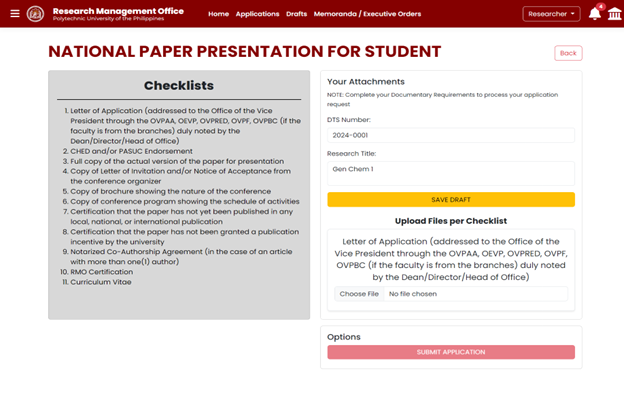 Research Management Office
Polytechnic University of the Philippines
Home Applications Drafts Memoranda / Executive Orders
Researcher
4
NATIONAL PAPER PRESENTATION FOR STUDENT
Back
Checklists
1. Letter of Application (addressed to the Office of the Vice
President through the OVPAA, OEVP, OVPRED, OVPF, OVPBC (if the
faculty is from the branches) duly noted by the
Dean/Director/Head of Office)
2. CHED and/or PASUC Endorsement
3. Full copy of the actual version of the paper for presentation
4. Copy of Letter of Invitation and/or Notice of Acceptance from
the conference organizer
5. Copy of brochure showing the nature of the conference
6. Copy of conference program showing the schedule of activities
7. Certification that the paper has not yet been published in any
local, national, or international publication
8. Certification that the paper has not been granted a publication
incentive by the university
9. Notarized Co-Authorship Agreement (in the case of an article
with more than one(1) author)
10. RMO Certification
11. Curriculum Vitae
Your Attachments
NOTE: Complete your Documentary Requirements to process your application
request
DTS Number:
2024-0001
Research Title:
Gen Chem 1
SAVE DRAFT
Upload Files per Checklist
Letter of Application (addressed to the Office of the
Vice President through the OVPAA, OEVP, OVPRED, OVPF,
OVPBC (if the faculty is from the branches) duly noted
by the Dean/Director/Head of Office)
Choose File No file chosen
Options
SUBMIT APPLICATION